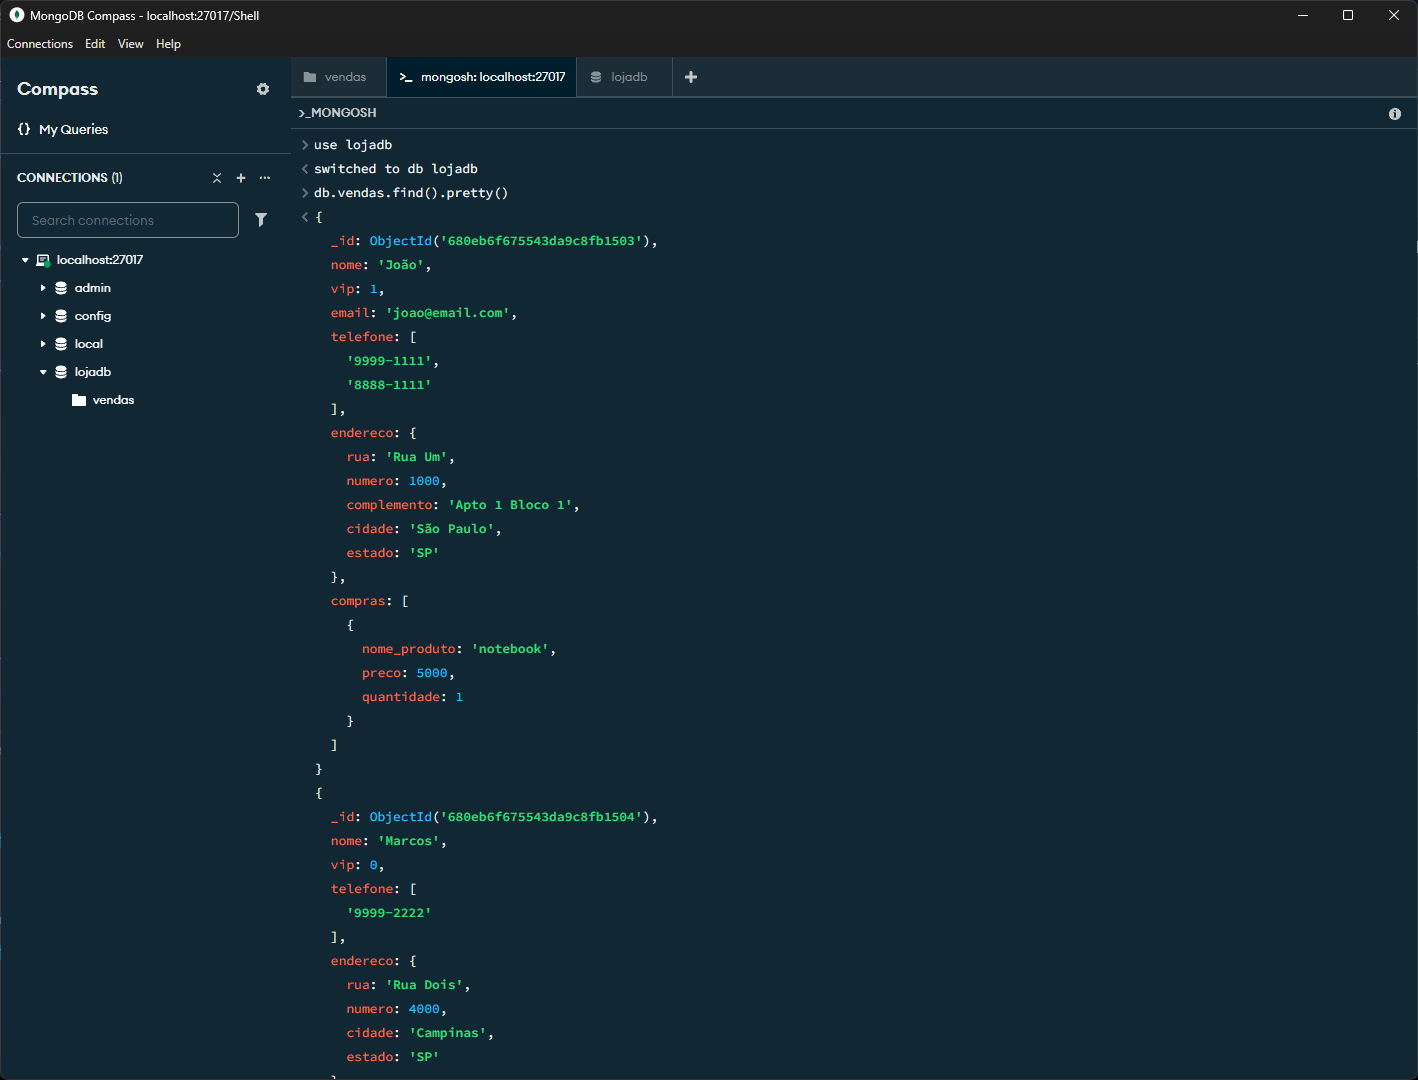 MongoDB Compass - localhost:27017/Shell
Connections Edit View Help
Compass
{} My Queries
CONNECTIONS (1)
Search connections
localhost:27017
admin
config
local
lojadb
vendas
vendas
>_ mongosh: localhost:27017
lojadb
>_MONGOSH
> use lojadb
< switched to db lojadb
> db.vendas.find().pretty()
< {
_id: ObjectId('680eb6f675543da9c8fb1503'),
nome: 'João',
vip: 1,
email: 'joao@email.com',
telefone: [
'9999-1111',
'8888-1111'
],
endereco: {
rua: 'Rua Um',
numero: 1000,
complemento: 'Apto 1 Bloco 1',
cidade: 'São Paulo',
estado: 'SP'
},
compras: [
{
nome_produto: 'notebook',
preco: 5000,
quantidade: 1
}
]
}
{
_id: ObjectId('680eb6f675543da9c8fb1504'),
nome: 'Marcos',
vip: 0,
telefone: [
'9999-2222'
],
endereco: {
rua: 'Rua Dois',
numero: 4000,
cidade: 'Campinas',
estado: 'SP'